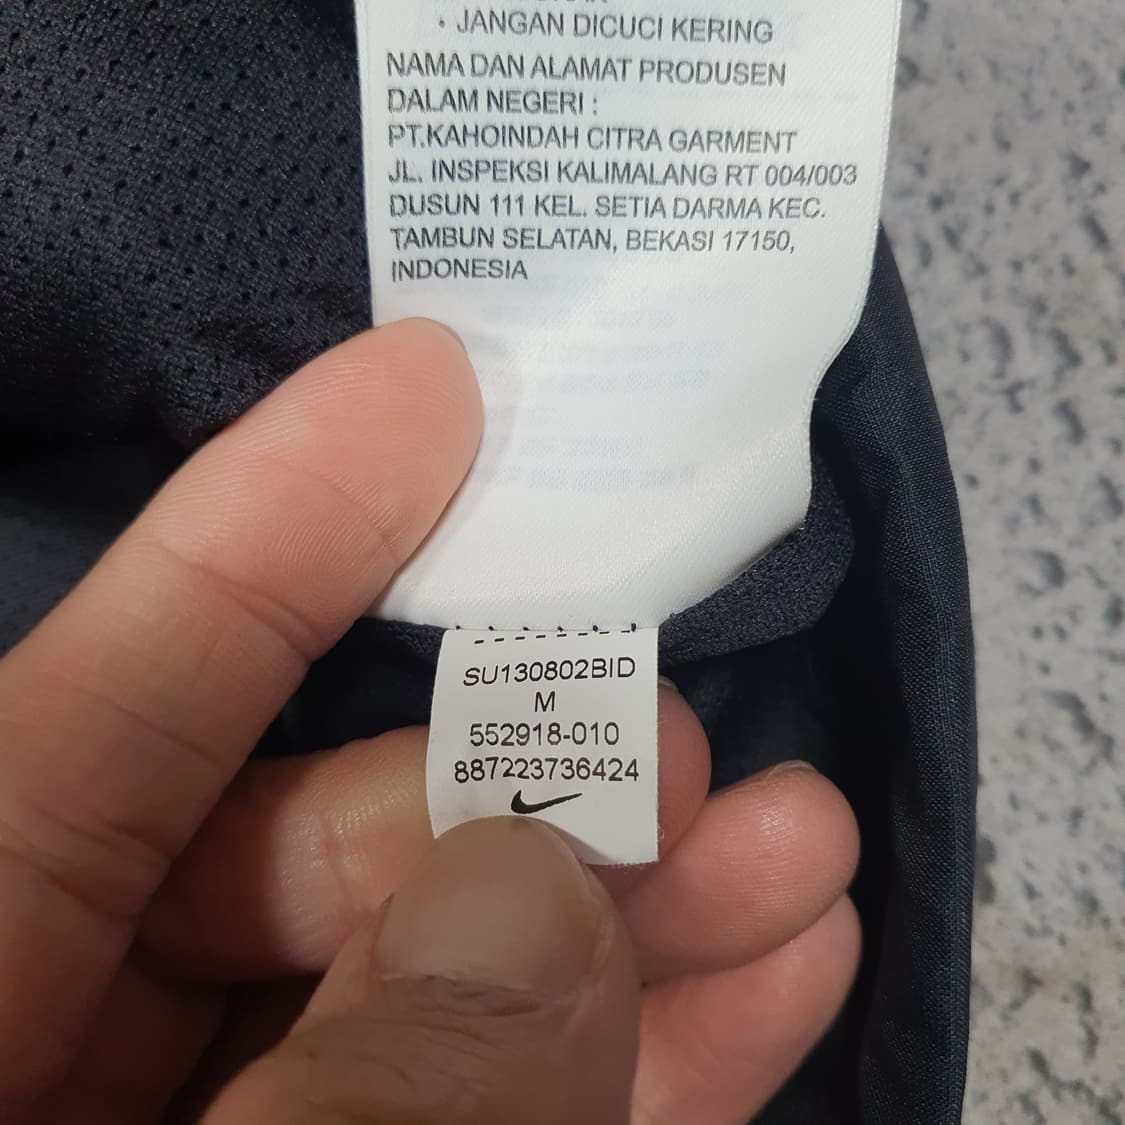 • JANGAN DICUCI KERING
NAMA DAN ALAMAT PRODUSEN
DALAM NEGERI :
PT.KAHOINDAH CITRA GARMENT
JL. INSPEKSI KALIMALANG RT 004/003
DUSUN 111 KEL. SETIA DARMA KEC.
TAMBUN SELATAN, BEKASI 17150,
INDONESIA
SU130802BID
M
552918-010
887223736424